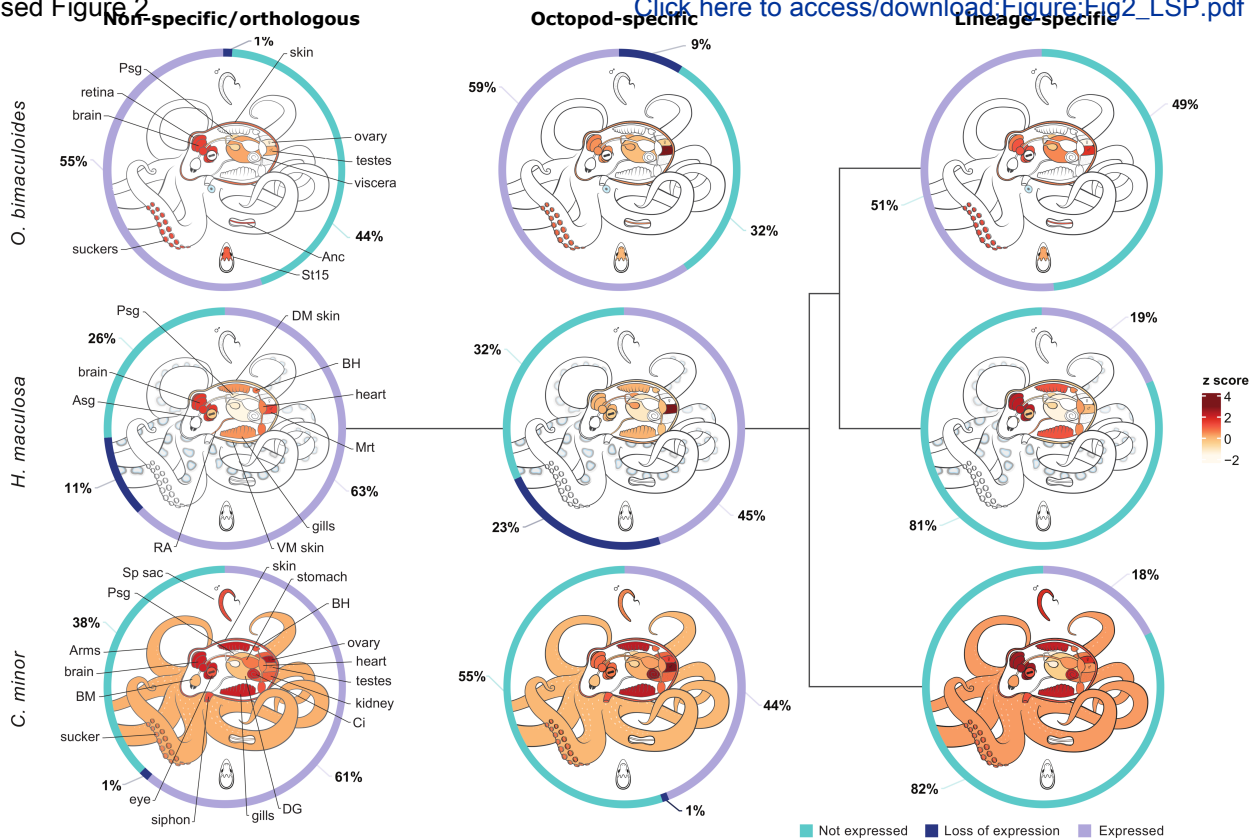 sed Figure 2
Click here to access/download;Figure;Fig2_LSP.pdf
Non-specific/orthologous
Octopod-specific
Lineage-specific
O. bimaculoides
1%
skin
Psg
retina
brain
55%
ovary
testes
viscera
44%
suckers
Anc
St15
9%
59%
32%
49%
51%
H. maculosa
Psg
DM skin
26%
BH
brain
heart
Asg
Mrt
11%
63%
gills
RA
VM skin
32%
23%
45%
19%
81%
z score
4
2
0
−2
C. minor
skin
Sp sac
stomach
Psg
BH
38%
Arms
ovary
brain
heart
testes
BM
kidney
Ci
sucker
1%
61%
eye
DG
siphon
gills
55%
44%
1%
18%
82%
Not expressed
Loss of expression
Expressed